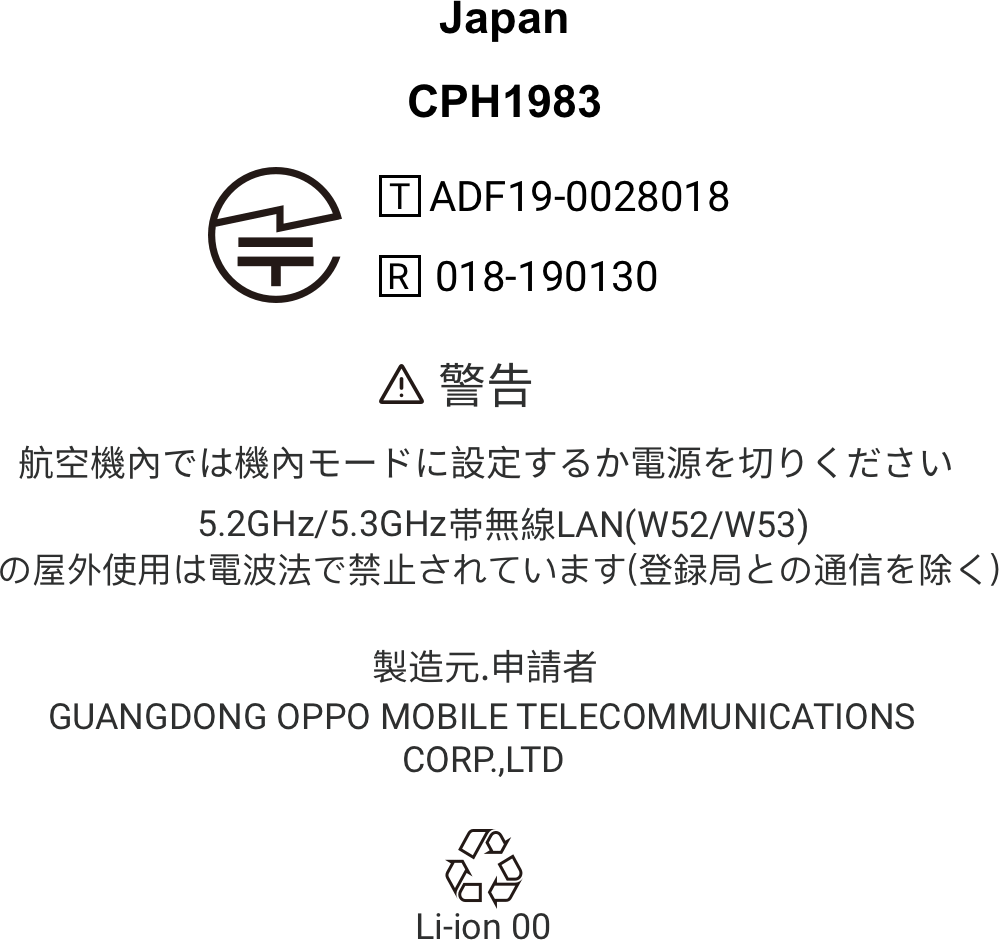 Japan
CPH1983
T ADF19-0028018
R 018-190130
警告
航空機內では機內モードに設定するか電源を切りください
5.2GHz/5.3GHz帯無線LAN(W52/W53)
の屋外使用は電波法で禁止されています(登録局との通信を除く)
製造元.申請者
GUANGDONG OPPO MOBILE TELECOMMUNICATIONS
CORP.,LTD
Li-ion 00